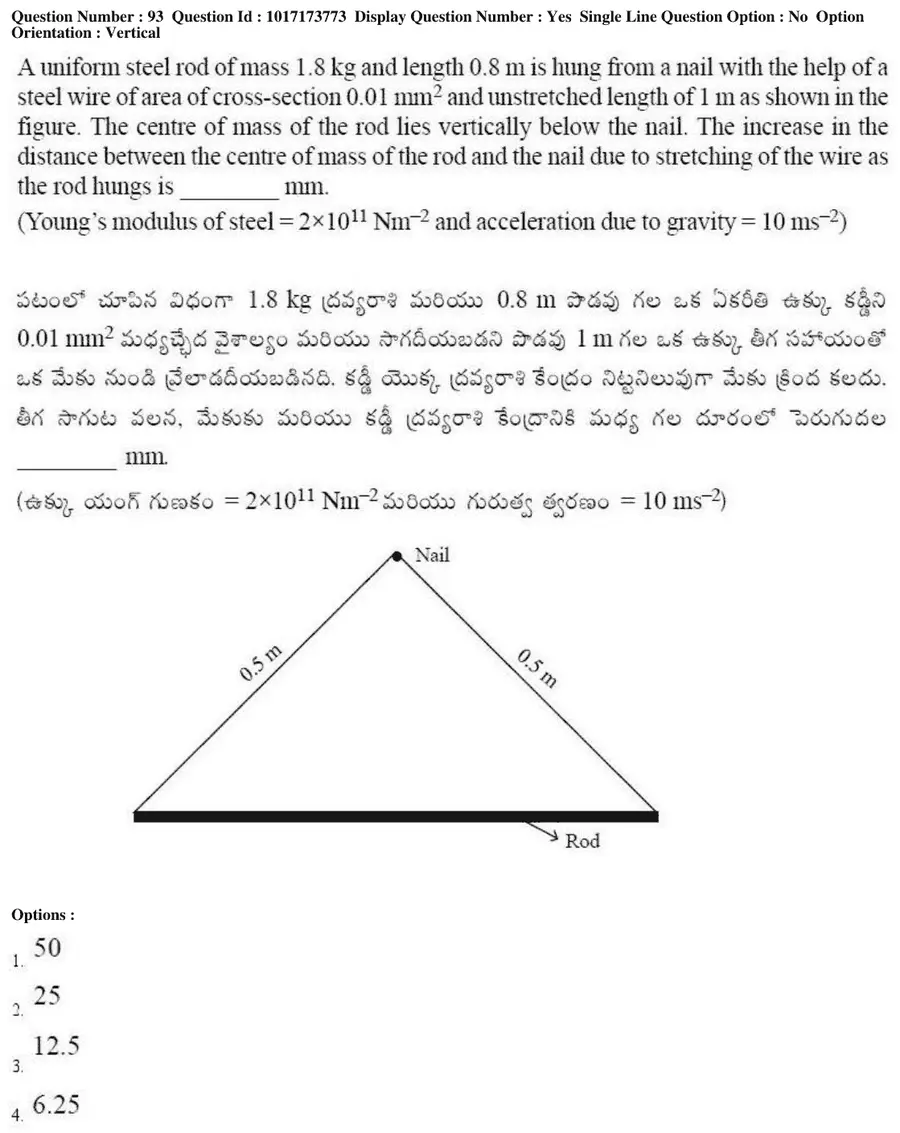 Question Number : 93 Question Id : 1017173773 Display Question Number : Yes Single Line Question Option : No Option
Orientation : Vertical
A uniform steel rod of mass 1.8 kg and length 0.8 m is hung from a nail with the help of a
steel wire of area of cross-section 0.01 mm² and unstretched length of 1 m as shown in the
figure. The centre of mass of the rod lies vertically below the nail. The increase in the
distance between the centre of mass of the rod and the nail due to stretching of the wire as
the rod hungs is ________ mm.
(Young's modulus of steel = 2×10¹¹ Nm⁻² and acceleration due to gravity = 10 ms⁻²)
పటంలో చూపిన విధంగా 1.8 kg ద్రవ్యరాశి మరియు 0.8 m పొడవు గల ఒక ఏకరీతి ఉక్కు కడ్డీని
0.01 mm² మధ్యచ్ఛేద వైశాల్యం మరియు సాగదీయబడని పొడవు 1 m గల ఒక ఉక్కు తీగ సహాయంతో
ఒక మేకు నుండి వ్రేలాడదీయబడినది. కడ్డీ యొక్క ద్రవ్యరాశి కేంద్రం నిట్టనిలువుగా మేకు క్రింద కలదు.
తీగ సాగుట వలన, మేకుకు మరియు కడ్డీ ద్రవ్యరాశి కేంద్రానికి మధ్య గల దూరంలో పెరుగుదల
________ mm.
(ఉక్కు యంగ్ గుణకం = 2×10¹¹ Nm⁻² మరియు గురుత్వ త్వరణం = 10 ms⁻²)
Nail
0.5 m
0.5 m
Rod
Options :
1. 50
2. 25
3. 12.5
4. 6.25